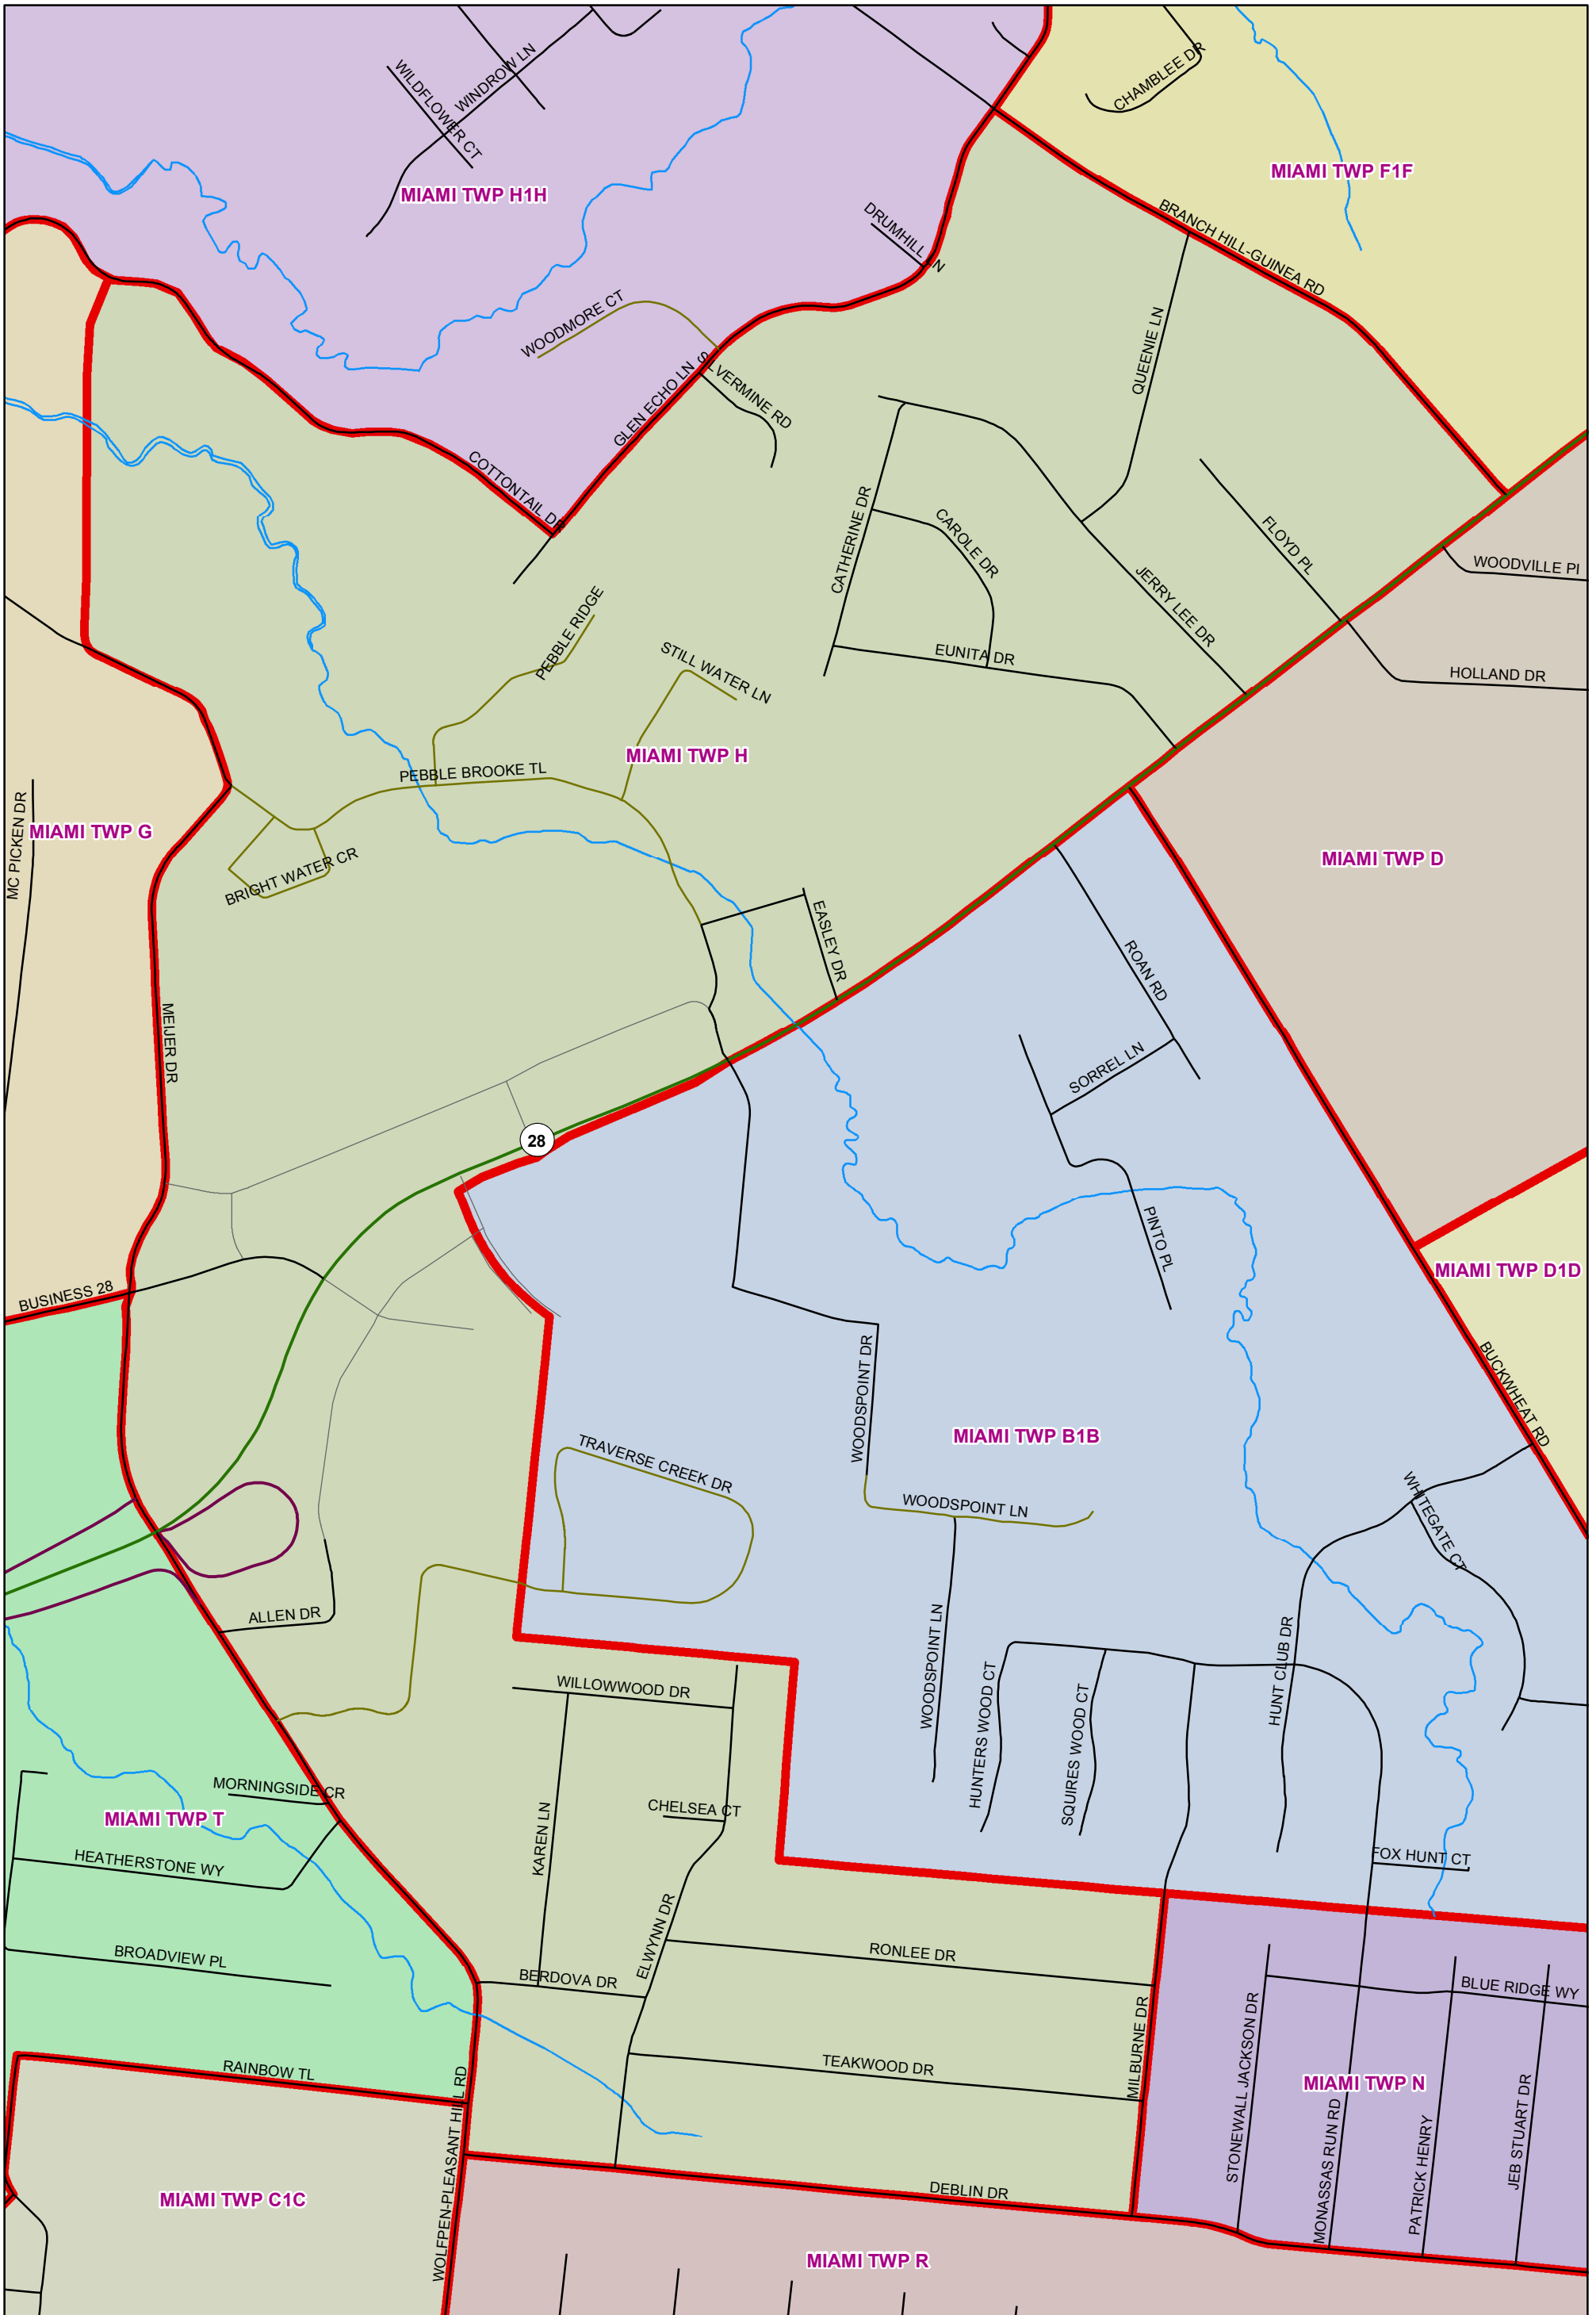 CHAMBLEE DR
WINDROW LN
WILDFLOWER CT
MIAMI TWP F1F
MIAMI TWP H1H
BRANCH HILL-GUINEA RD
DRUMHILL LN
WOODMORE CT
QUEENIE LN
GLEN ECHO LN
SILVERMINE RD
COTTONTAIL DR
CATHERINE DR
CAROLE DR
FLOYD PL
WOODVILLE Pl
JERRY LEE DR
PEBBLE RIDGE
STILL WATER LN
EUNITA DR
HOLLAND DR
MIAMI TWP H
PEBBLE BROOKE TL
MC PICKEN DR
MIAMI TWP G
MIAMI TWP D
BRIGHT WATER CR
EASLEY DR
ROAN RD
MEIJER DR
SORREL LN
28
PINTO PL
MIAMI TWP D1D
BUSINESS 28
BUCKWHEAT RD
WOODSPOINT DR
MIAMI TWP B1B
TRAVERSE CREEK DR
WOODSPOINT LN
WHITEGATE CT
ALLEN DR
WOODSPOINT LN
HUNT CLUB DR
WILLOWWOOD DR
HUNTERS WOOD CT
SQUIRES WOOD CT
MORNINGSIDE CR
MIAMI TWP T
CHELSEA CT
KAREN LN
HEATHERSTONE WY
FOX HUNT CT
ELWYNN DR
BROADVIEW PL
BERDOVA DR
RONLEE DR
BLUE RIDGE WY
MILBURNE DR
STONEWALL JACKSON DR
RAINBOW TL
TEAKWOOD DR
MIAMI TWP N
WOLFPEN-PLEASANT HILL RD
MONASSAS RUN RD
PATRICK HENRY
JEB STUART DR
MIAMI TWP C1C
DEBLIN DR
MIAMI TWP R